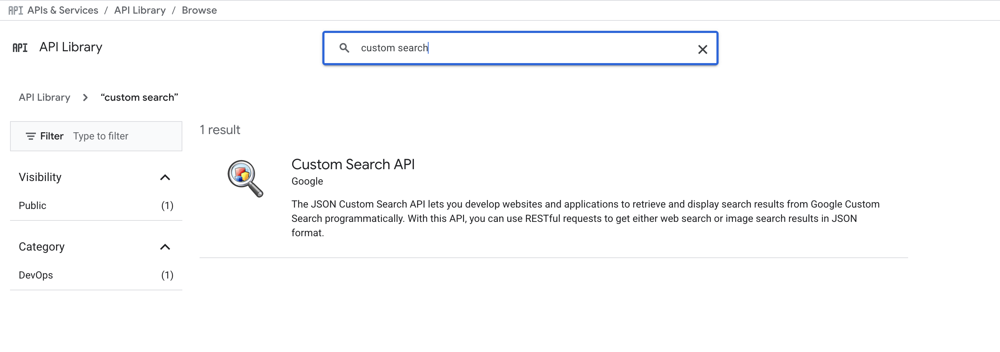 API APIs & Services / API Library / Browse
API API Library
custom search
API Library > “custom search”
Filter Type to filter
1 result
Custom Search API
Google
The JSON Custom Search API lets you develop websites and applications to retrieve and display search results from Google Custom
Search programmatically. With this API, you can use RESTful requests to get either web search or image search results in JSON
format.
Visibility
Public (1)
Category
DevOps (1)